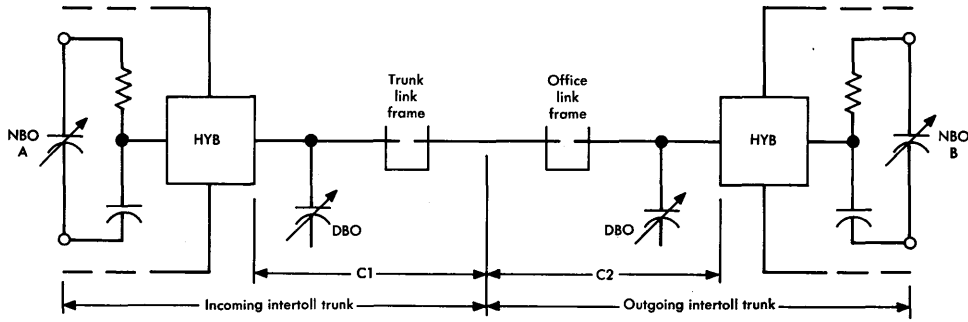 Trunk
link
frame
Office
link
frame
NBO
A
HYB
HYB
NBO
B
DBO
DBO
C1
C2
Incoming intertoll trunk
Outgoing intertoll trunk